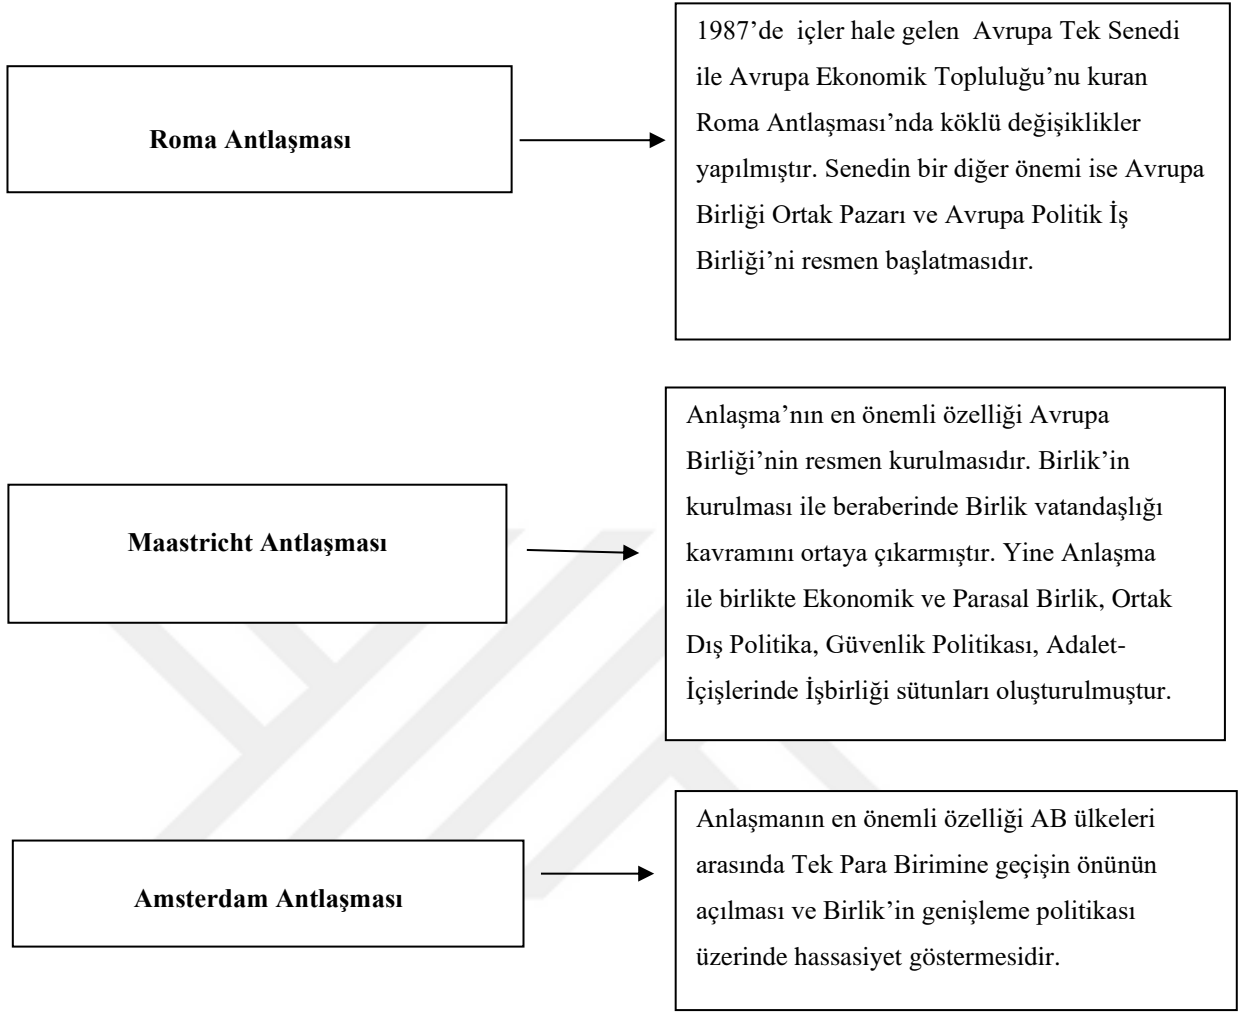 Roma Antlaşması
1987’de içler hale gelen Avrupa Tek Senedi
ile Avrupa Ekonomik Topluluğu’nu kuran
Roma Antlaşması’nda köklü değişiklikler
yapılmıştır. Senedin bir diğer önemi ise Avrupa
Birliği Ortak Pazarı ve Avrupa Politik İş
Birliği’ni resmen başlatmasıdır.
Maastricht Antlaşması
Anlaşma’nın en önemli özelliği Avrupa
Birliği’nin resmen kurulmasıdır. Birlik’in
kurulması ile beraberinde Birlik vatandaşlığı
kavramını ortaya çıkarmıştır. Yine Anlaşma
ile birlikte Ekonomik ve Parasal Birlik, Ortak
Dış Politika, Güvenlik Politikası, Adalet-
İçişlerinde İşbirliği sütunları oluşturulmuştur.
Amsterdam Antlaşması
Anlaşmanın en önemli özelliği AB ülkeleri
arasında Tek Para Birimine geçişin önünün
açılması ve Birlik’in genişleme politikası
üzerinde hassasiyet göstermesidir.